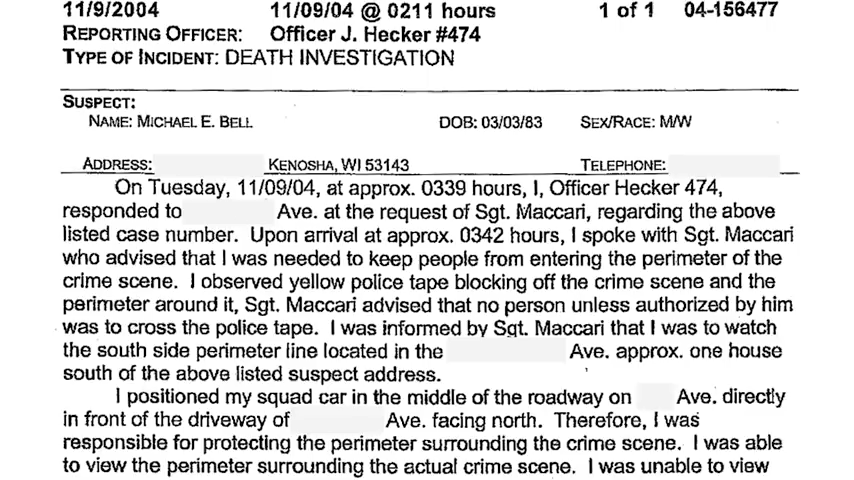 11/9/2004 11/09/04 @ 0211 hours 1 of 1 04-156477
REPORTING OFFICER: Officer J. Hecker #474
TYPE OF INCIDENT: DEATH INVESTIGATION
SUSPECT:
NAME: MICHAEL E. BELL DOB: 03/03/83 SEX/RACE: M/W
ADDRESS: KENOSHA, WI 53143 TELEPHONE:
On Tuesday, 11/09/04, at approx. 0339 hours, I, Officer Hecker 474,
responded to Ave. at the request of Sgt. Maccari, regarding the above
listed case number. Upon arrival at approx. 0342 hours, I spoke with Sgt. Maccari
who advised that I was needed to keep people from entering the perimeter of the
crime scene. I observed yellow police tape blocking off the crime scene and the
perimeter around it, Sgt. Maccari advised that no person unless authorized by him
was to cross the police tape. I was informed by Sgt. Maccari that I was to watch
the south side perimeter line located in the Ave. approx. one house
south of the above listed suspect address.
I positioned my squad car in the middle of the roadway on Ave. directly
in front of the driveway of Ave. facing north. Therefore, I was
responsible for protecting the perimeter surrounding the crime scene. I was able
to view the perimeter surrounding the actual crime scene. I was unable to view